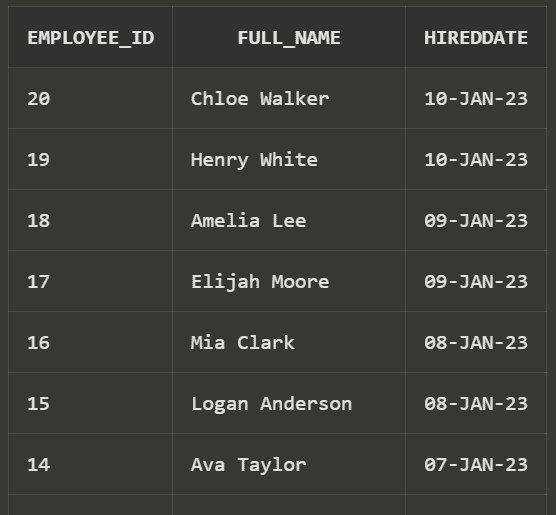 EMPLOYEE_ID FULL_NAME HIREDDATE
20 Chloe Walker 10-JAN-23
19 Henry White 10-JAN-23
18 Amelia Lee 09-JAN-23
17 Elijah Moore 09-JAN-23
16 Mia Clark 08-JAN-23
15 Logan Anderson 08-JAN-23
14 Ava Taylor 07-JAN-23